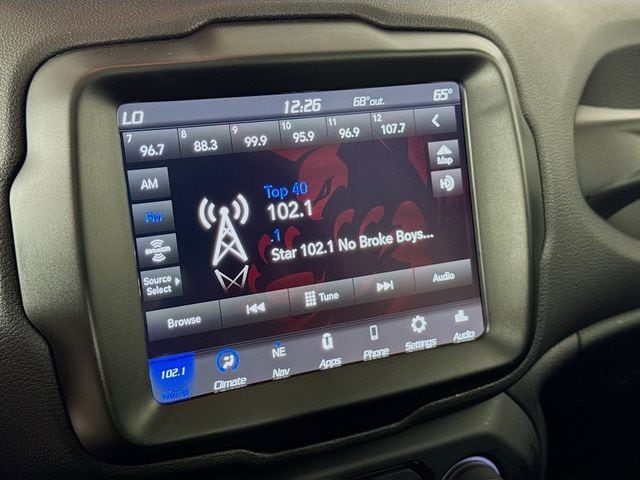 LO 12:26 68°out. 65°
7 96.7 8 88.3 9 99.9 10 95.9 11 96.9 12 107.7 <
AM Map
FM
Top 40
102.1
.1
Star 102.1 No Broke Boys...
SiriusXM
Source Select
Browse Tune Audio
102.1 NE
Climate Nav Apps Phone Settings Audio